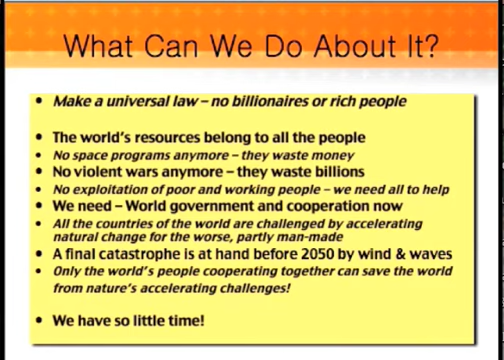 What Can We Do About It?
• Make a universal law – no billionaires or rich people
• The world's resources belong to all the people
• No space programs anymore – they waste money
• No violent wars anymore – they waste billions
• No exploitation of poor and working people – we need all to help
• We need – World government and cooperation now
• All the countries of the world are challenged by accelerating
natural change for the worse, partly man-made
• A final catastrophe is at hand before 2050 by wind & waves
• Only the world's people cooperating together can save the world
from nature's accelerating challenges!
• We have so little time!